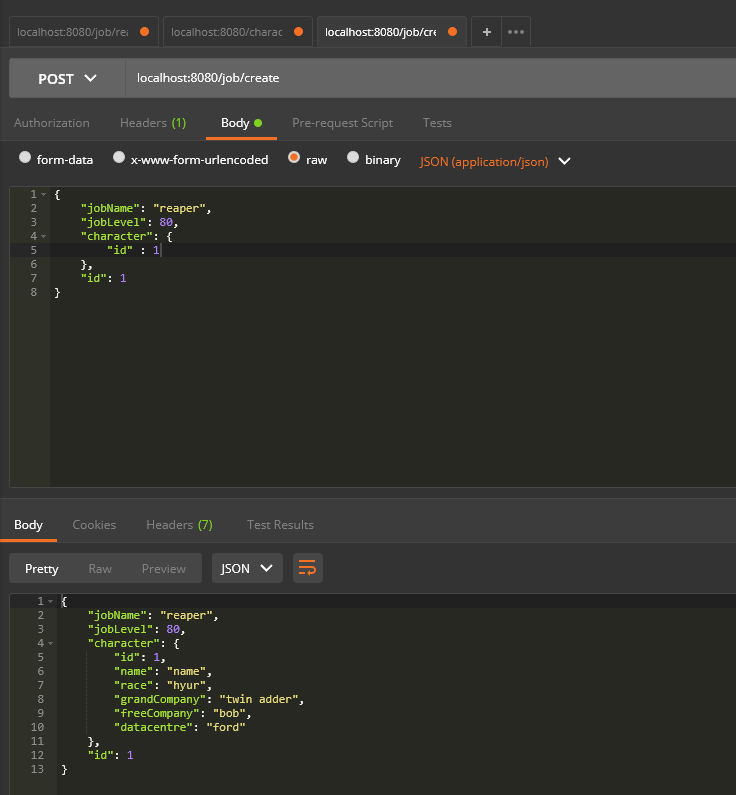 localhost:8080/job/rea localhost:8080/charac localhost:8080/job/cre + •••
POST localhost:8080/job/create
Authorization Headers (1) Body Pre-request Script Tests
form-data x-www-form-urlencoded raw binary JSON (application/json)
1 {
2 "jobName": "reaper",
3 "jobLevel": 80,
4 "character": {
5 "id" : 1
6 },
7 "id": 1
8 }
Body Cookies Headers (7) Test Results
Pretty Raw Preview JSON
1 {
2 "jobName": "reaper",
3 "jobLevel": 80,
4 "character": {
5 "id": 1,
6 "name": "name",
7 "race": "hyur",
8 "grandCompany": "twin adder",
9 "freeCompany": "bob",
10 "datacentre": "ford"
11 },
12 "id": 1
13 }